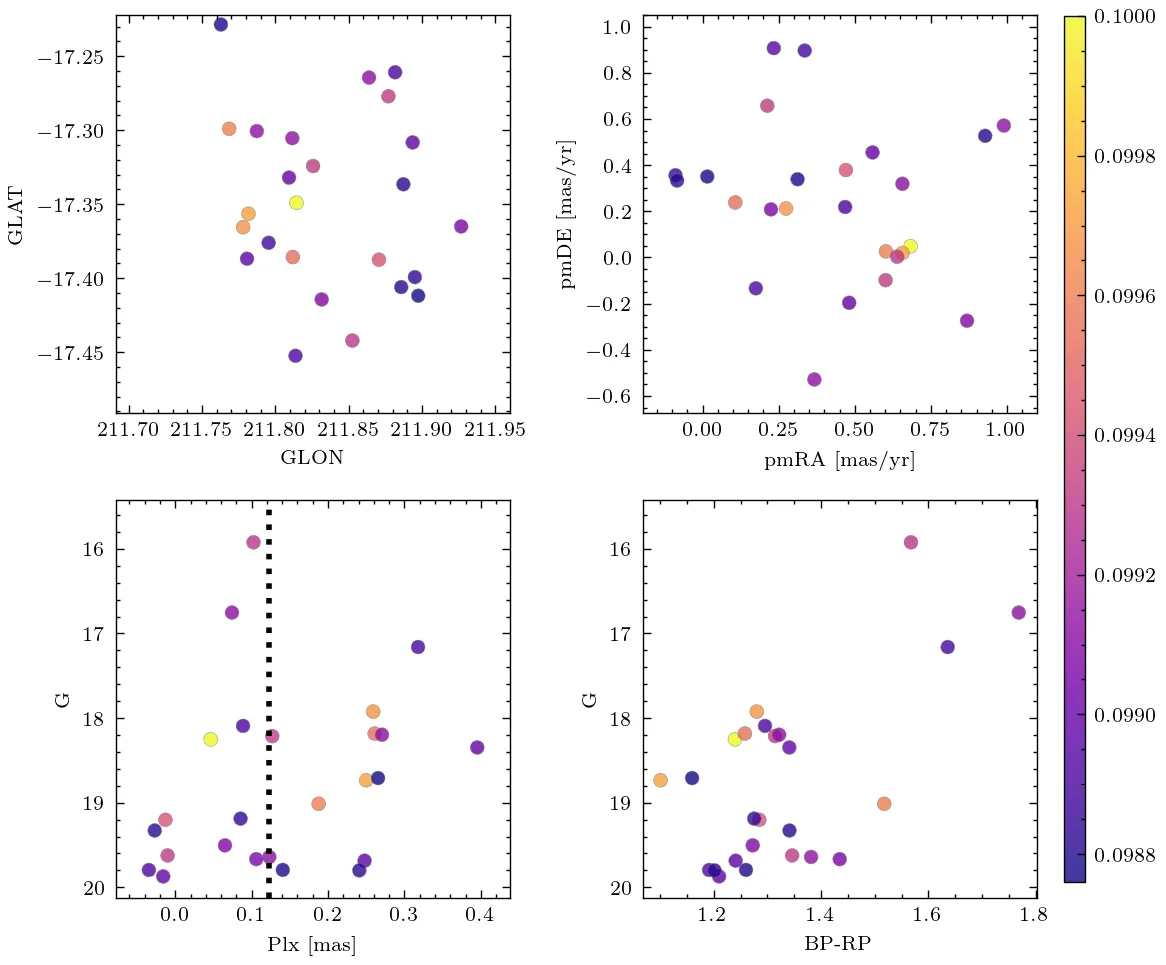 −17.25
−17.30
−17.35
−17.40
−17.45
GLAT
211.70 211.75 211.80 211.85 211.90 211.95
GLON
1.0
0.8
0.6
0.4
0.2
0.0
−0.2
−0.4
−0.6
pmDE [mas/yr]
0.00 0.25 0.50 0.75 1.00
pmRA [mas/yr]
16
17
18
19
20
G
0.0 0.1 0.2 0.3 0.4
Plx [mas]
16
17
18
19
20
G
1.2 1.4 1.6 1.8
BP-RP
0.1000
0.0998
0.0996
0.0994
0.0992
0.0990
0.0988